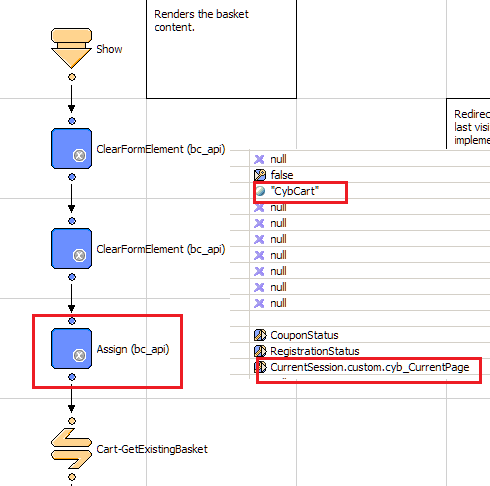 Renders the basket
content.
Show
Redirec
last visi
impleme
ClearFormElement (bc_api)
null
false
"CybCart"
null
null
ClearFormElement (bc_api)
null
null
null
null
null
CouponStatus
Assign (bc_api)
RegistrationStatus
CurrentSession.custom.cyb_CurrentPage
Cart-GetExistingBasket